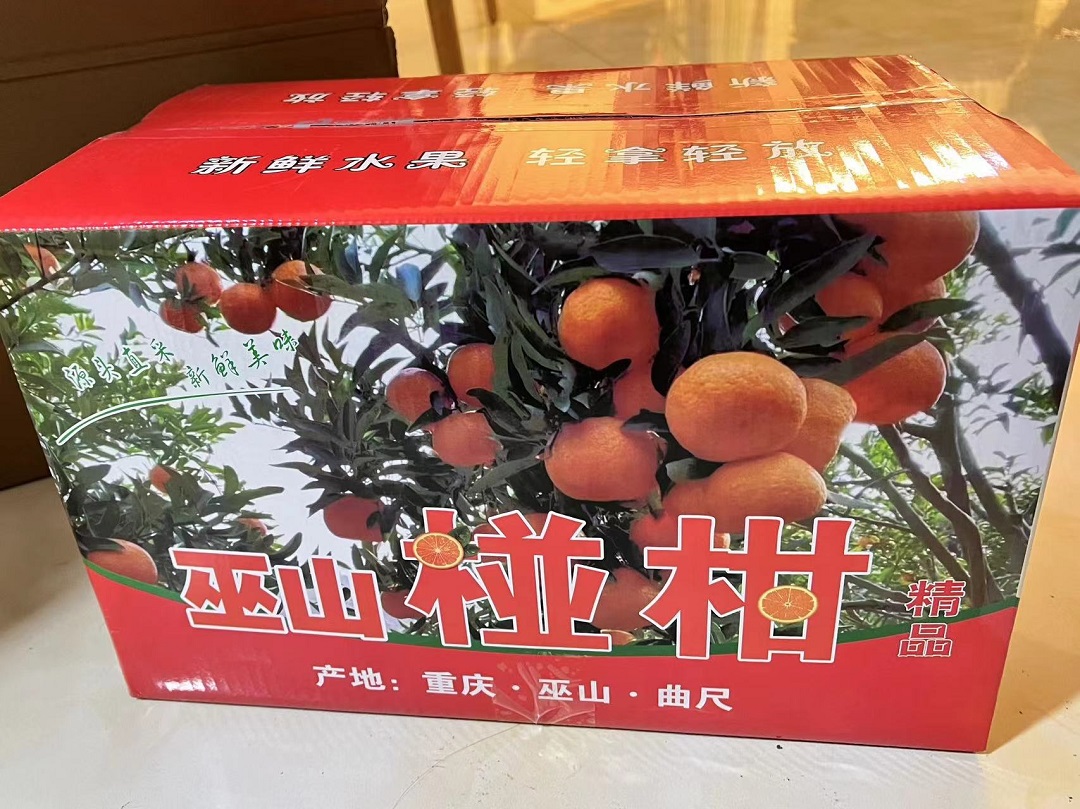 新鲜水果 轻拿轻放
新鲜水果 轻拿轻放
源头直采
新鲜美味
巫山椪柑
精品
产地：重庆·巫山·曲尺